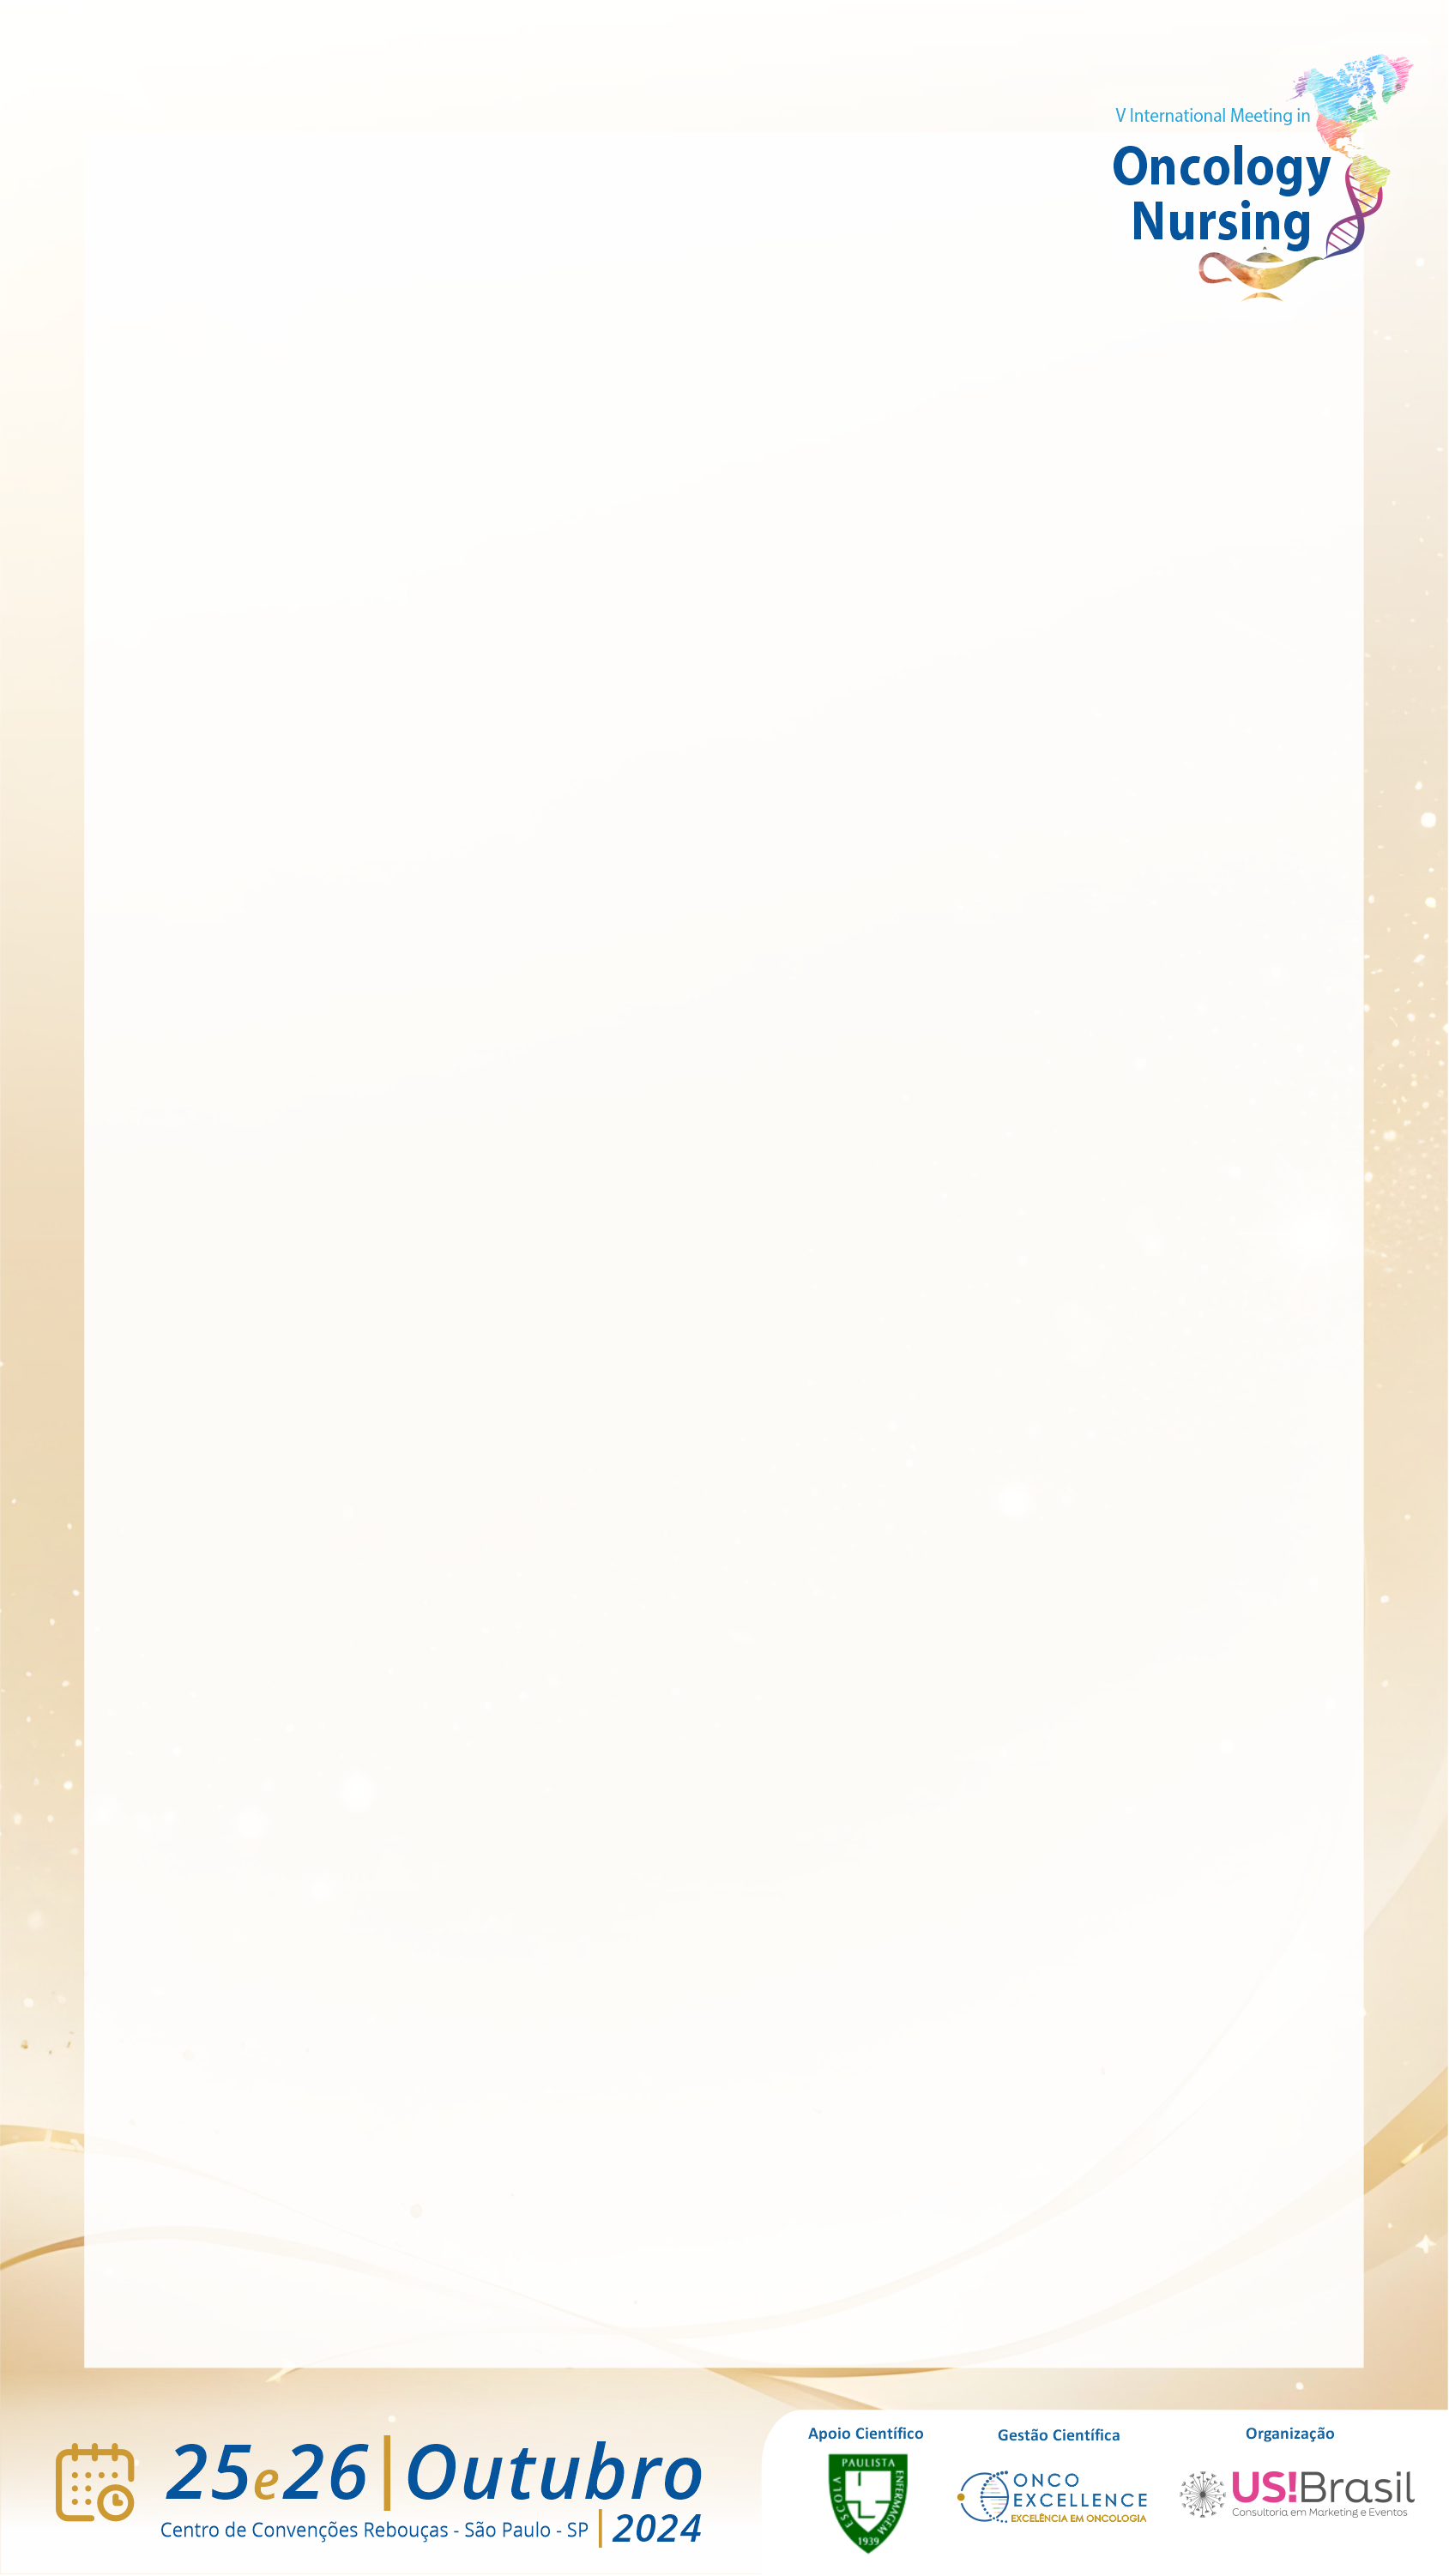 V International Meeting in
Oncology
Nursing
25e26|Outubro
Centro de Convenções Rebouças - São Paulo - SP | 2024
Apoio Científico
ESCOLA PAULISTA ENFERMAGEM
1939
Gestão Científica
ONCO
EXCELLENCE
EXCELÊNCIA EM ONCOLOGIA
Organização
US!Brasil
Consultoria em Marketing e Eventos